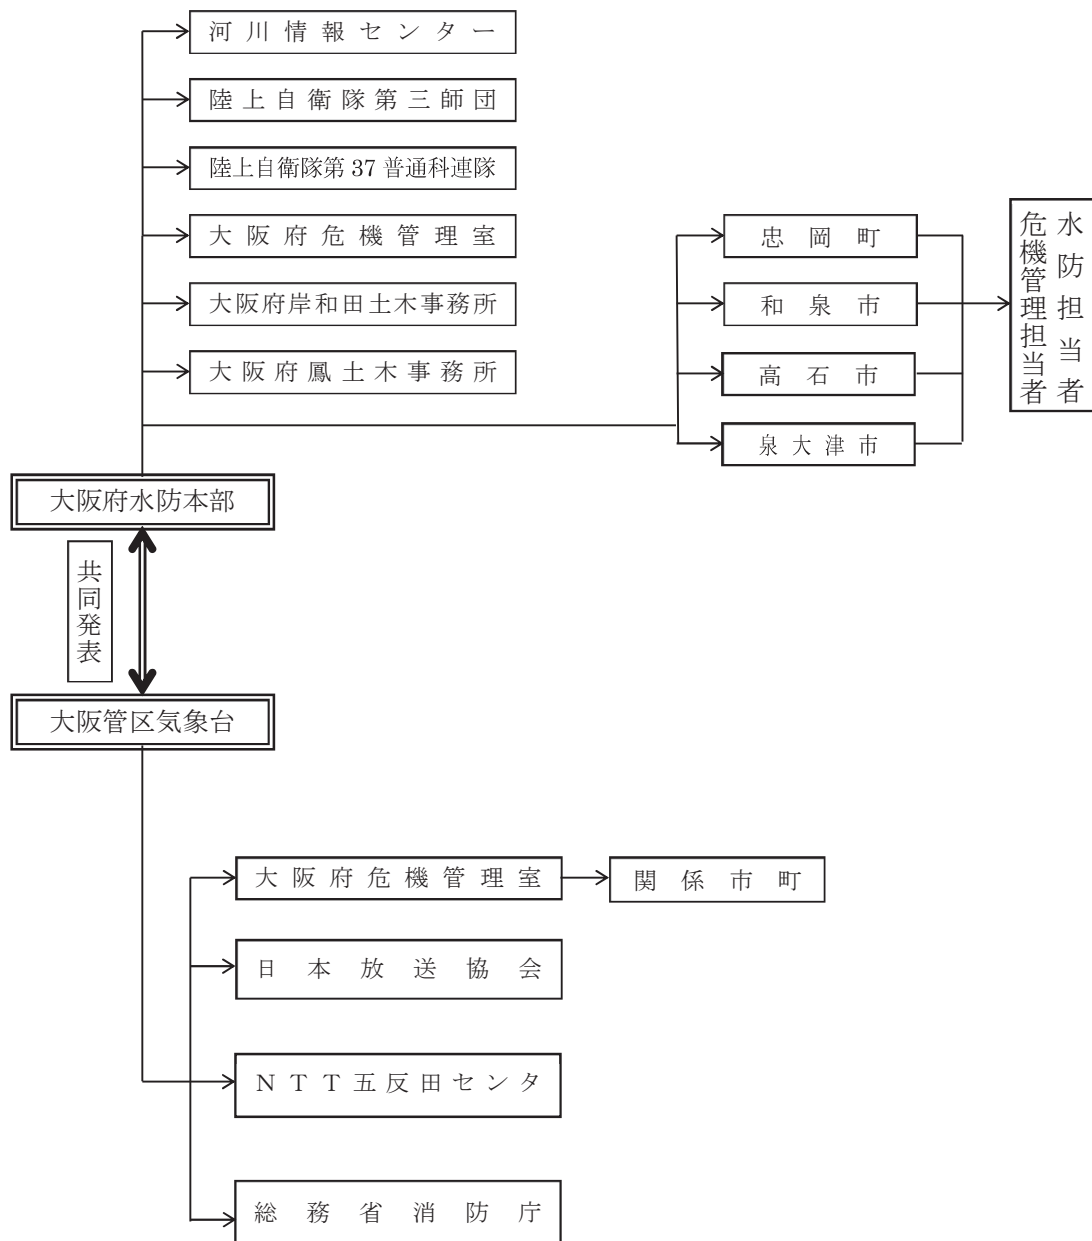 河川情報センター
陸上自衛隊第三師団
陸上自衛隊第 37 普通科連隊
大阪府危機管理室
大阪府岸和田土木事務所
大阪府鳳土木事務所
忠岡町
和泉市
高石市
泉大津市
水防担当者
危機管理担当者
大阪府水防本部
共同発表
大阪管区気象台
大阪府危機管理室
関係市町
日本放送協会
NTT五反田センタ
総務省消防庁